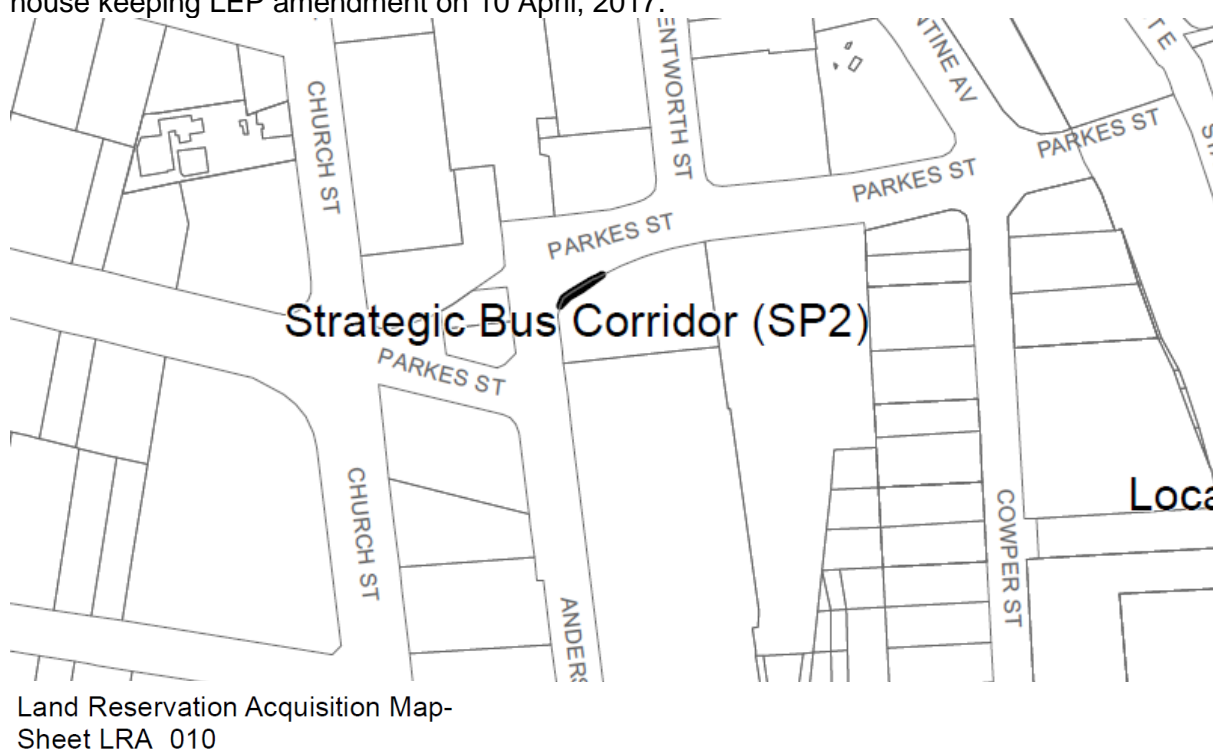 house keeping LEP amendment on 10 April, 2017.
CHURCH ST
ENTWORTH ST
NTINE AV
TE
PARKES ST
PARKES ST
PARKES ST
Strategic Bus Corridor (SP2)
PARKES ST
CHURCH ST
Loca
COWPER ST
ANDERS
Land Reservation Acquisition Map-
Sheet LRA 010